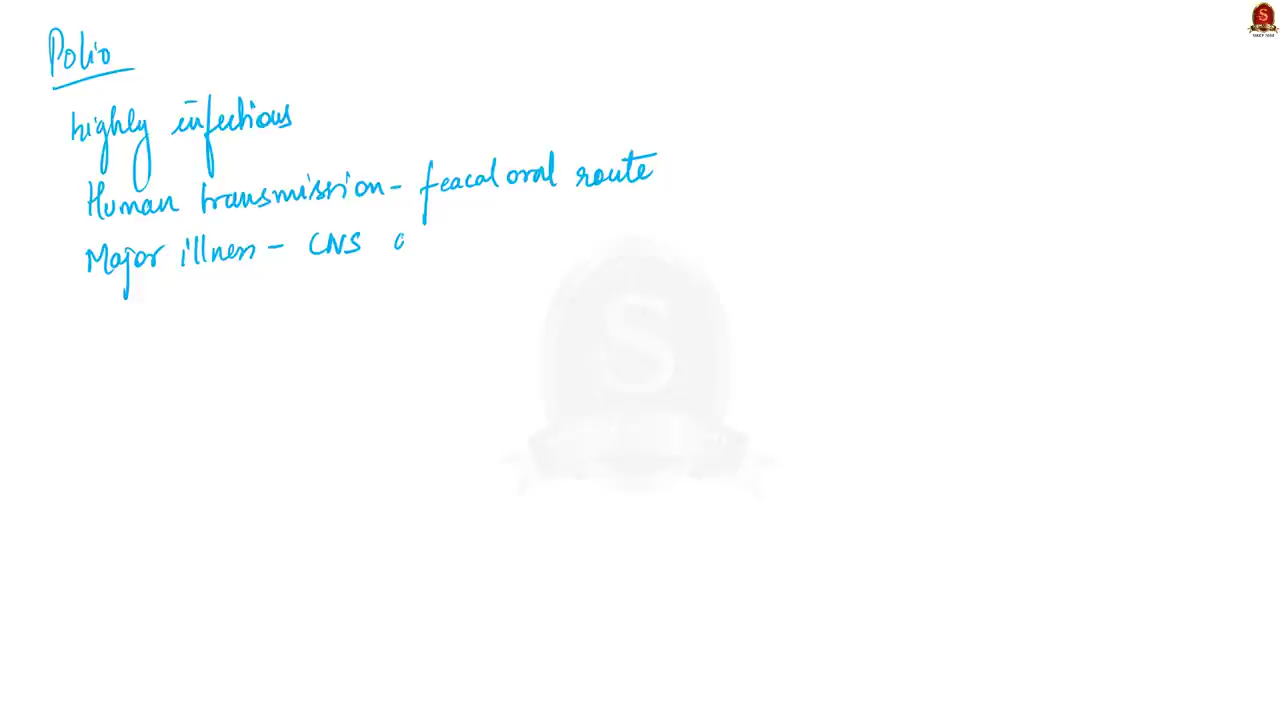 Polio
highly infectious
Human transmission - feacal oral route
Major illness - CNS
S